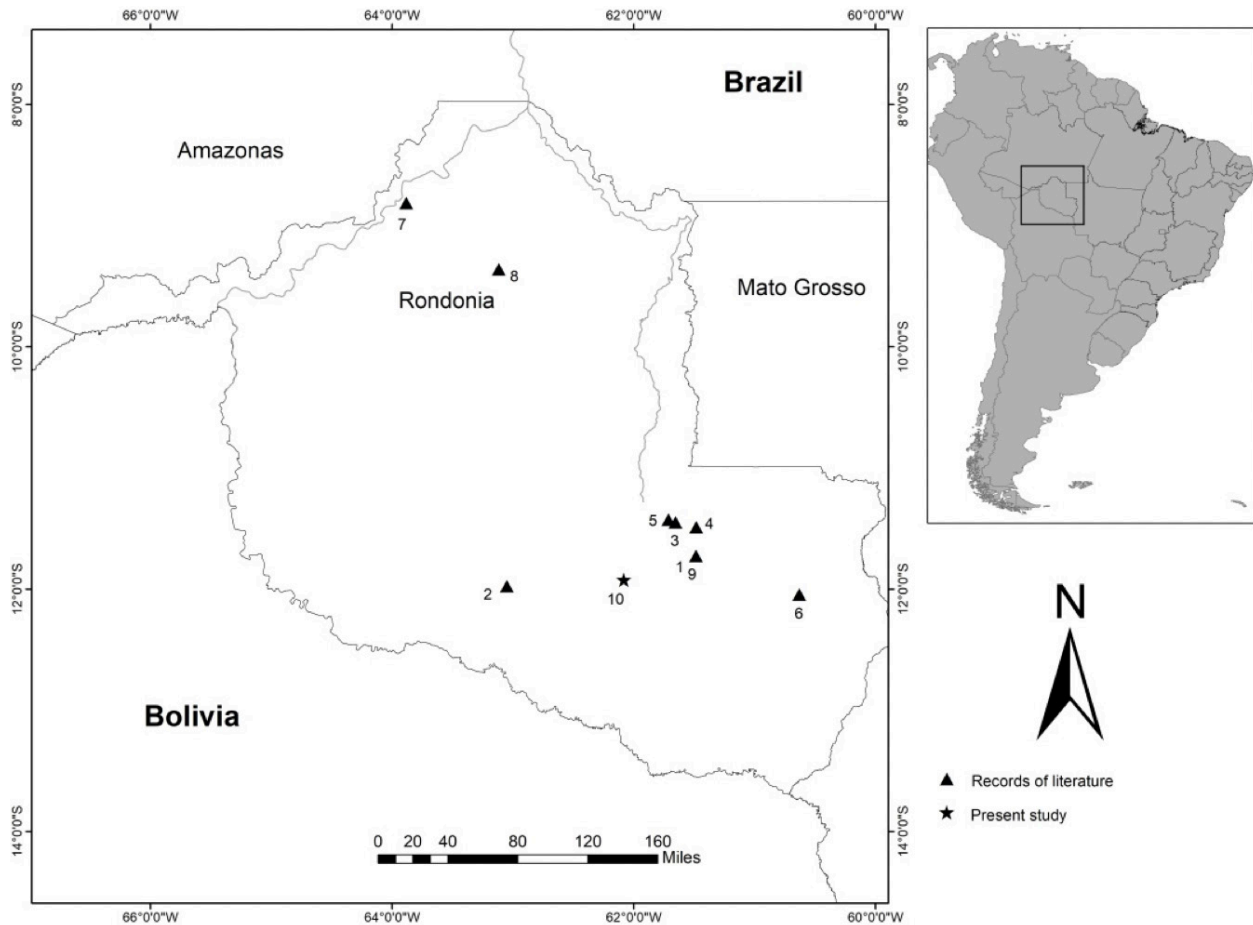 66°0'0"W 64°0'0"W 62°0'0"W 60°0'0"W
8°0'0"S
10°0'0"S
12°0'0"S
14°0'0"S
Brazil
Amazonas
7
8
Rondonia
Mato Grosso
5
4
3
1
9
2
10
6
Bolivia
0 20 40 80 120 160
Miles
8°0'0"S
10°0'0"S
12°0'0"S
14°0'0"S
66°0'0"W 64°0'0"W 62°0'0"W 60°0'0"W
N
Records of literature
Present study